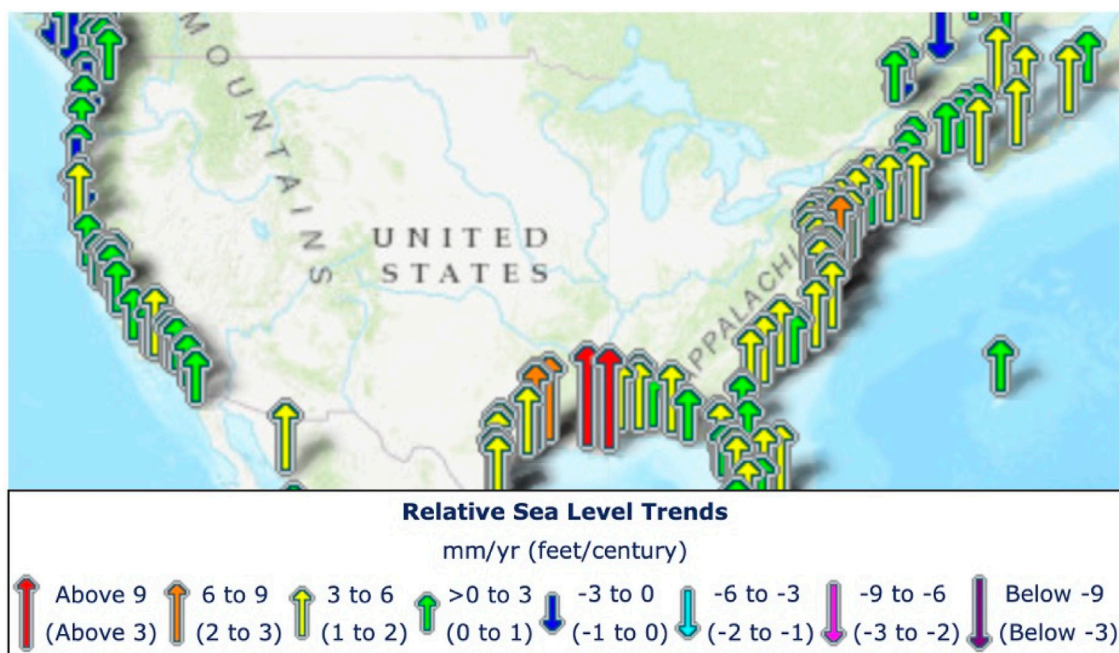 MOUNTAINS
UNITED
STATES
APPALACHI
Relative Sea Level Trends
mm/yr (feet/century)
Above 9 6 to 9 3 to 6 >0 to 3 -3 to 0 -6 to -3 -9 to -6 Below -9
(Above 3) (2 to 3) (1 to 2) (0 to 1) (-1 to 0) (-2 to -1) (-3 to -2) (Below -3)